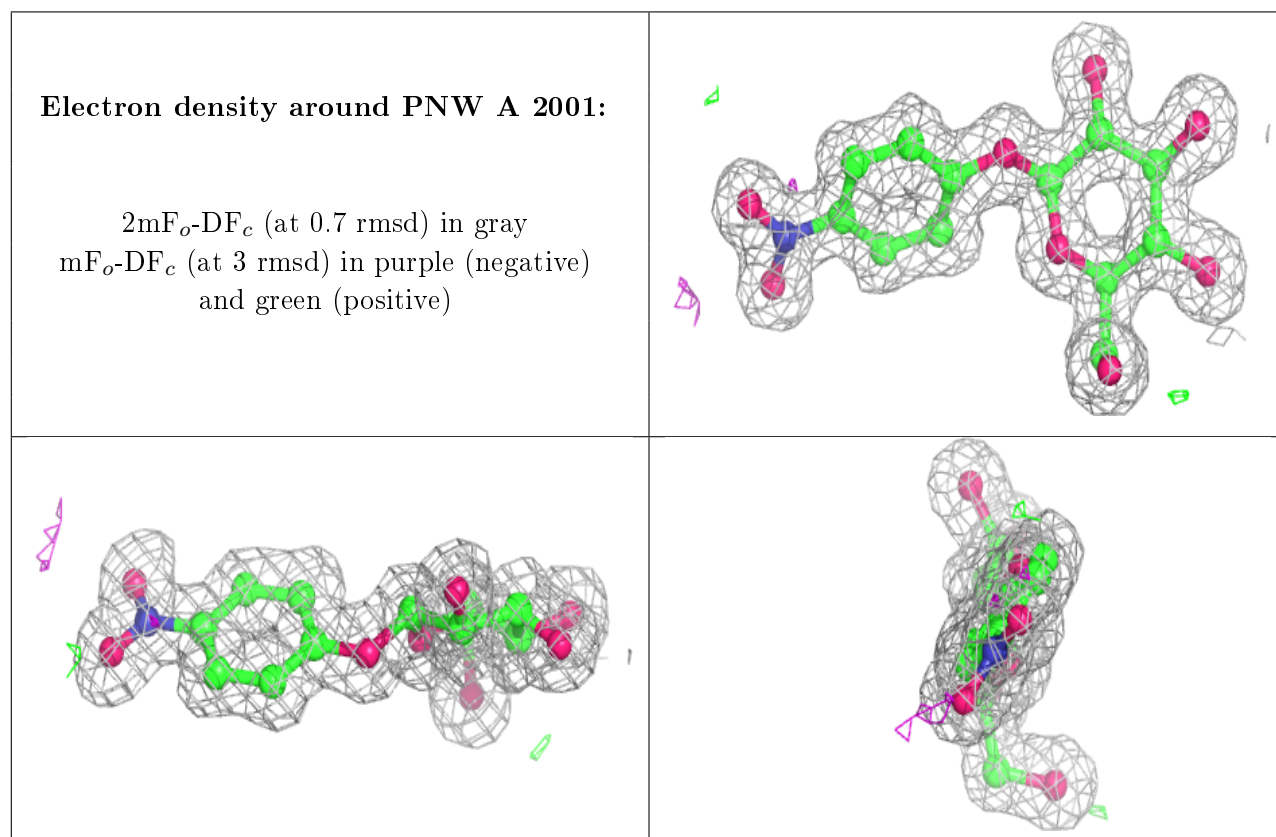 Electron density around PNW A 2001:
2mFo-DFc (at 0.7 rmsd) in gray
mFo-DFc (at 3 rmsd) in purple (negative)
and green (positive)